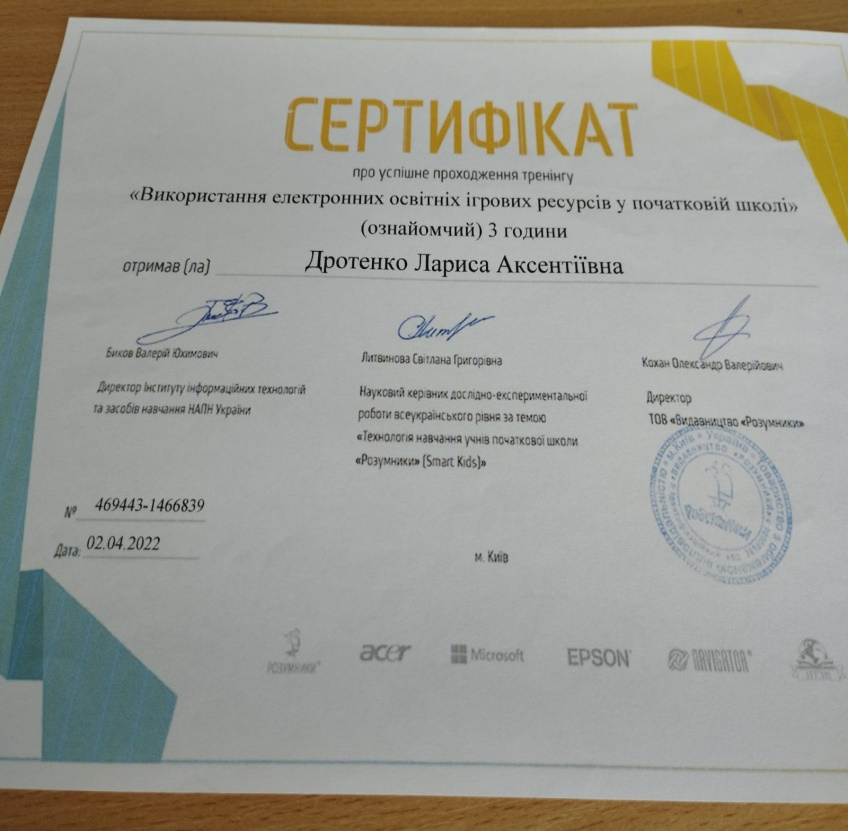 СЕРТИФІКАТ
про успішне проходження тренінгу
«Використання електронних освітніх ігрових ресурсів у початковій школі»
(ознайомчий) 3 години
отримав (ла) Дротенко Лариса Аксентіївна
Биков Валерій Юхимович
Директор Інституту інформаційних технологій
та засобів навчання НАПН України
Литвинова Світлана Григорівна
Науковий керівник дослідно-експериментальної
роботи всеукраїнського рівня за темою
«Технологія навчання учнів початкової школи
«Розумники» (Smart Kids)»
Кохан Олександр Валерійович
Директор
ТОВ «Видавництво «Розумники»
№ 469443-1466839
Дата: 02.04.2022
м. Київ
РОЗУМНИКИ
acer
Microsoft
EPSON
NAVIGATOR